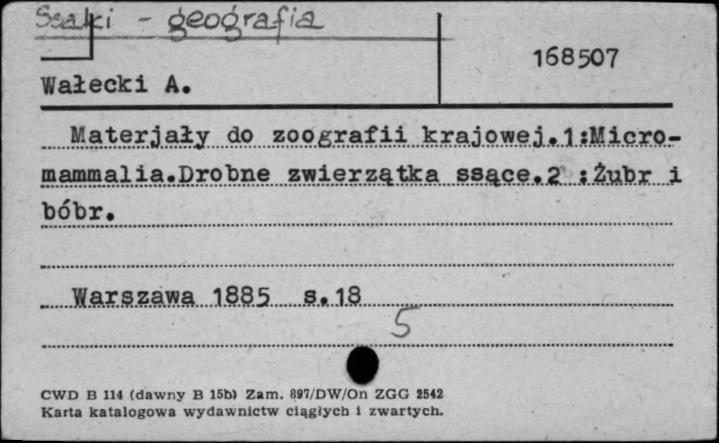 Ssaki - geografia
168507
Wałecki A.
Materjały do zoografii krajowej.1:Micro-
mammalia.Drobne zwierzątka ssące.2 :Żubr i
bóbr.
Warszawa 1885 s.18
5
CWD B 114 (dawny B 15b) Zam. 897/DW/On ZGG 2542
Karta katalogowa wydawnictw ciągłych i zwartych.